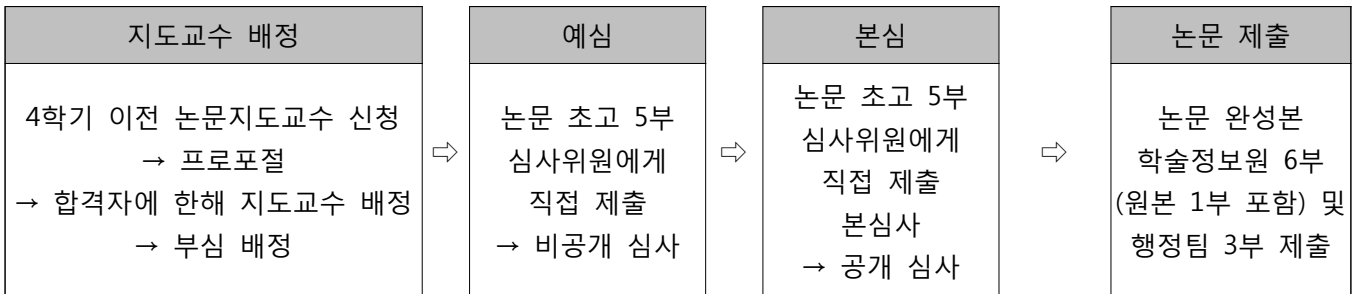 지도교수 배정
4학기 이전 논문지도교수 신청
→ 프로포절
→ 합격자에 한해 지도교수 배정
→ 부심 배정
⇨
예심
논문 초고 5부
심사위원에게
직접 제출
→ 비공개 심사
⇨
본심
논문 초고 5부
심사위원에게
직접 제출
본심사
→ 공개 심사
⇨
논문 제출
논문 완성본
학술정보원 6부
(원본 1부 포함) 및
행정팀 3부 제출